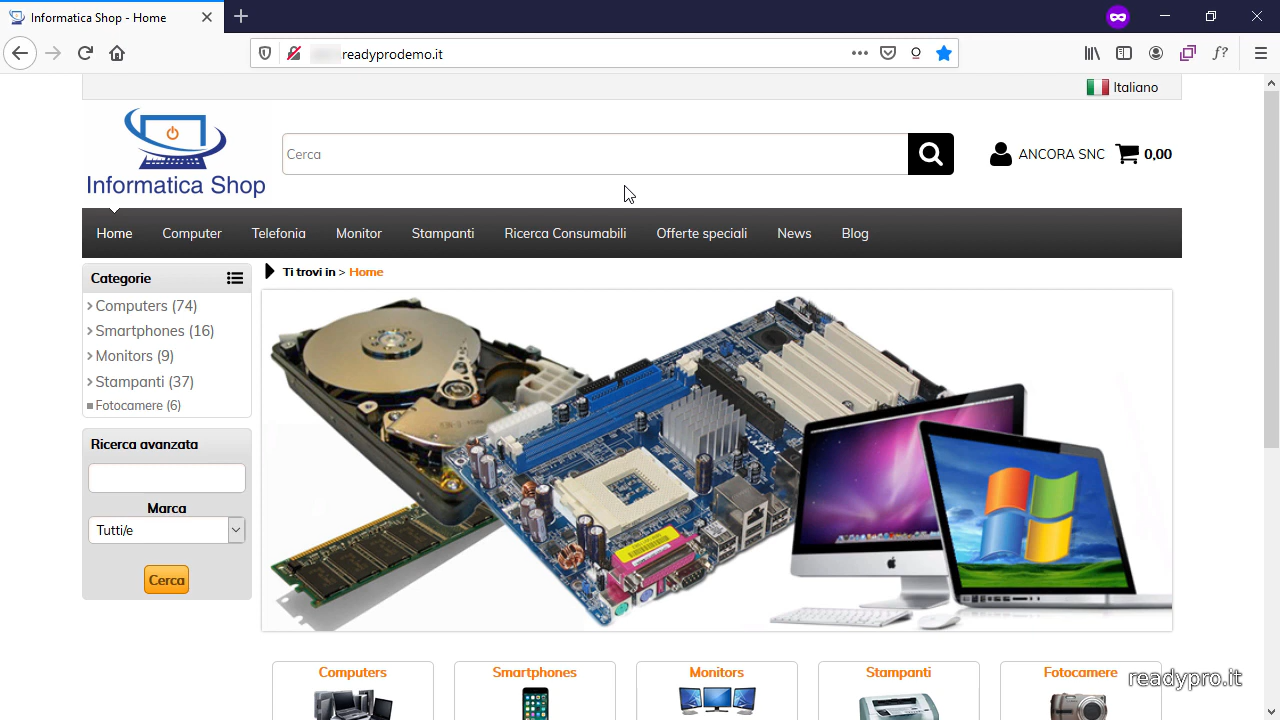 Informatica Shop - Home
readyprodemo.it
f?
Italiano
Informatica Shop
Cerca
ANCORA SNC
0,00
Home Computer Telefonia Monitor Stampanti Ricerca Consumabili Offerte speciali News Blog
Categorie
Computers (74)
Smartphones (16)
Monitors (9)
Stampanti (37)
Fotocamere (6)
Ricerca avanzata
Marca
Tutti/e
Cerca
Ti trovi in > Home
Computers Smartphones Monitors Stampanti Fotocamere
readypro.it